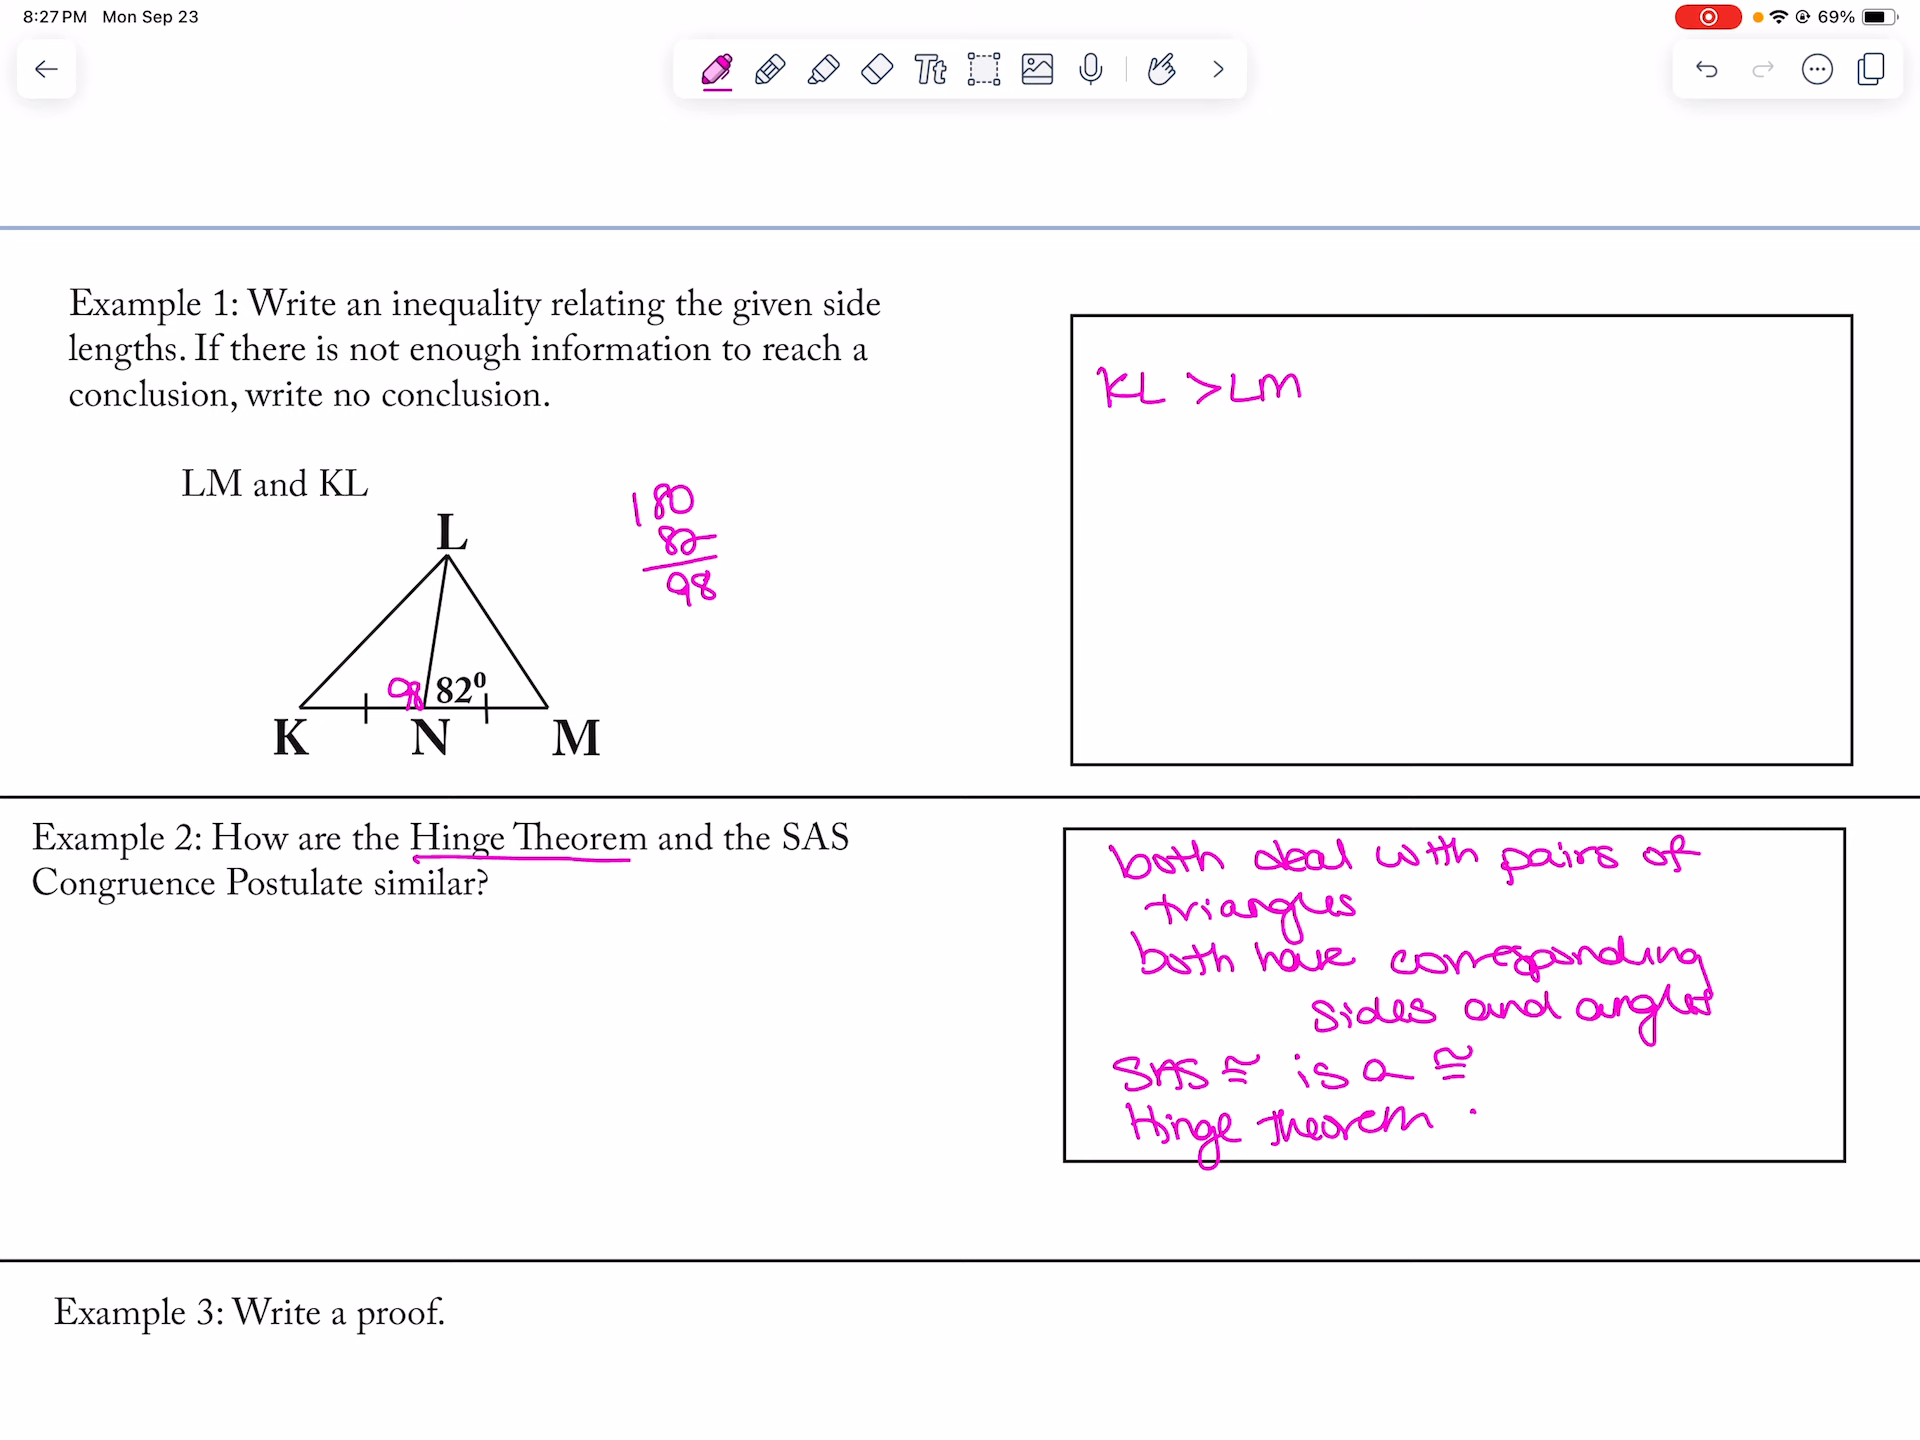 8:27 PM Mon Sep 23
69%
Tt
Example 1: Write an inequality relating the given side
lengths. If there is not enough information to reach a
conclusion, write no conclusion.
KL > LM
LM and KL
180
82
98
L
98 82⁰
K N M
Example 2: How are the Hinge Theorem and the SAS
Congruence Postulate similar?
both deal with pairs of
triangles
both have corresponding
sides and angles
SAS ≅ is a ≅
Hinge theorem
Example 3: Write a proof.